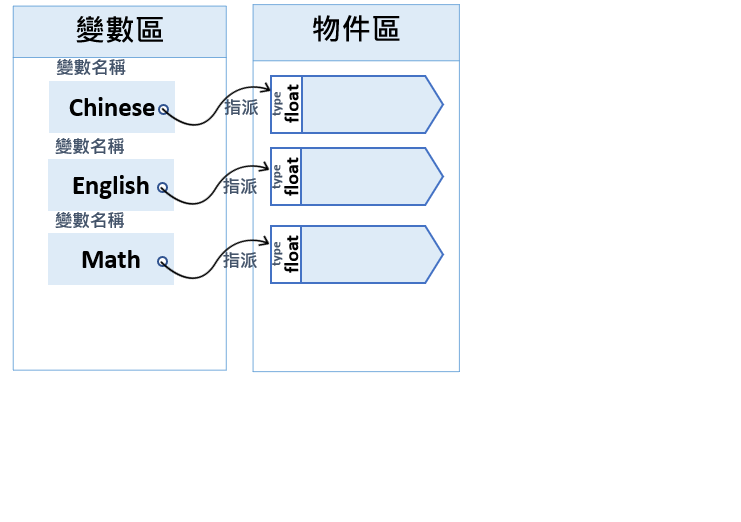 變數區
物件區
變數名稱
Chinese
指派
type
float
變數名稱
English
指派
type
float
變數名稱
Math
指派
type
float